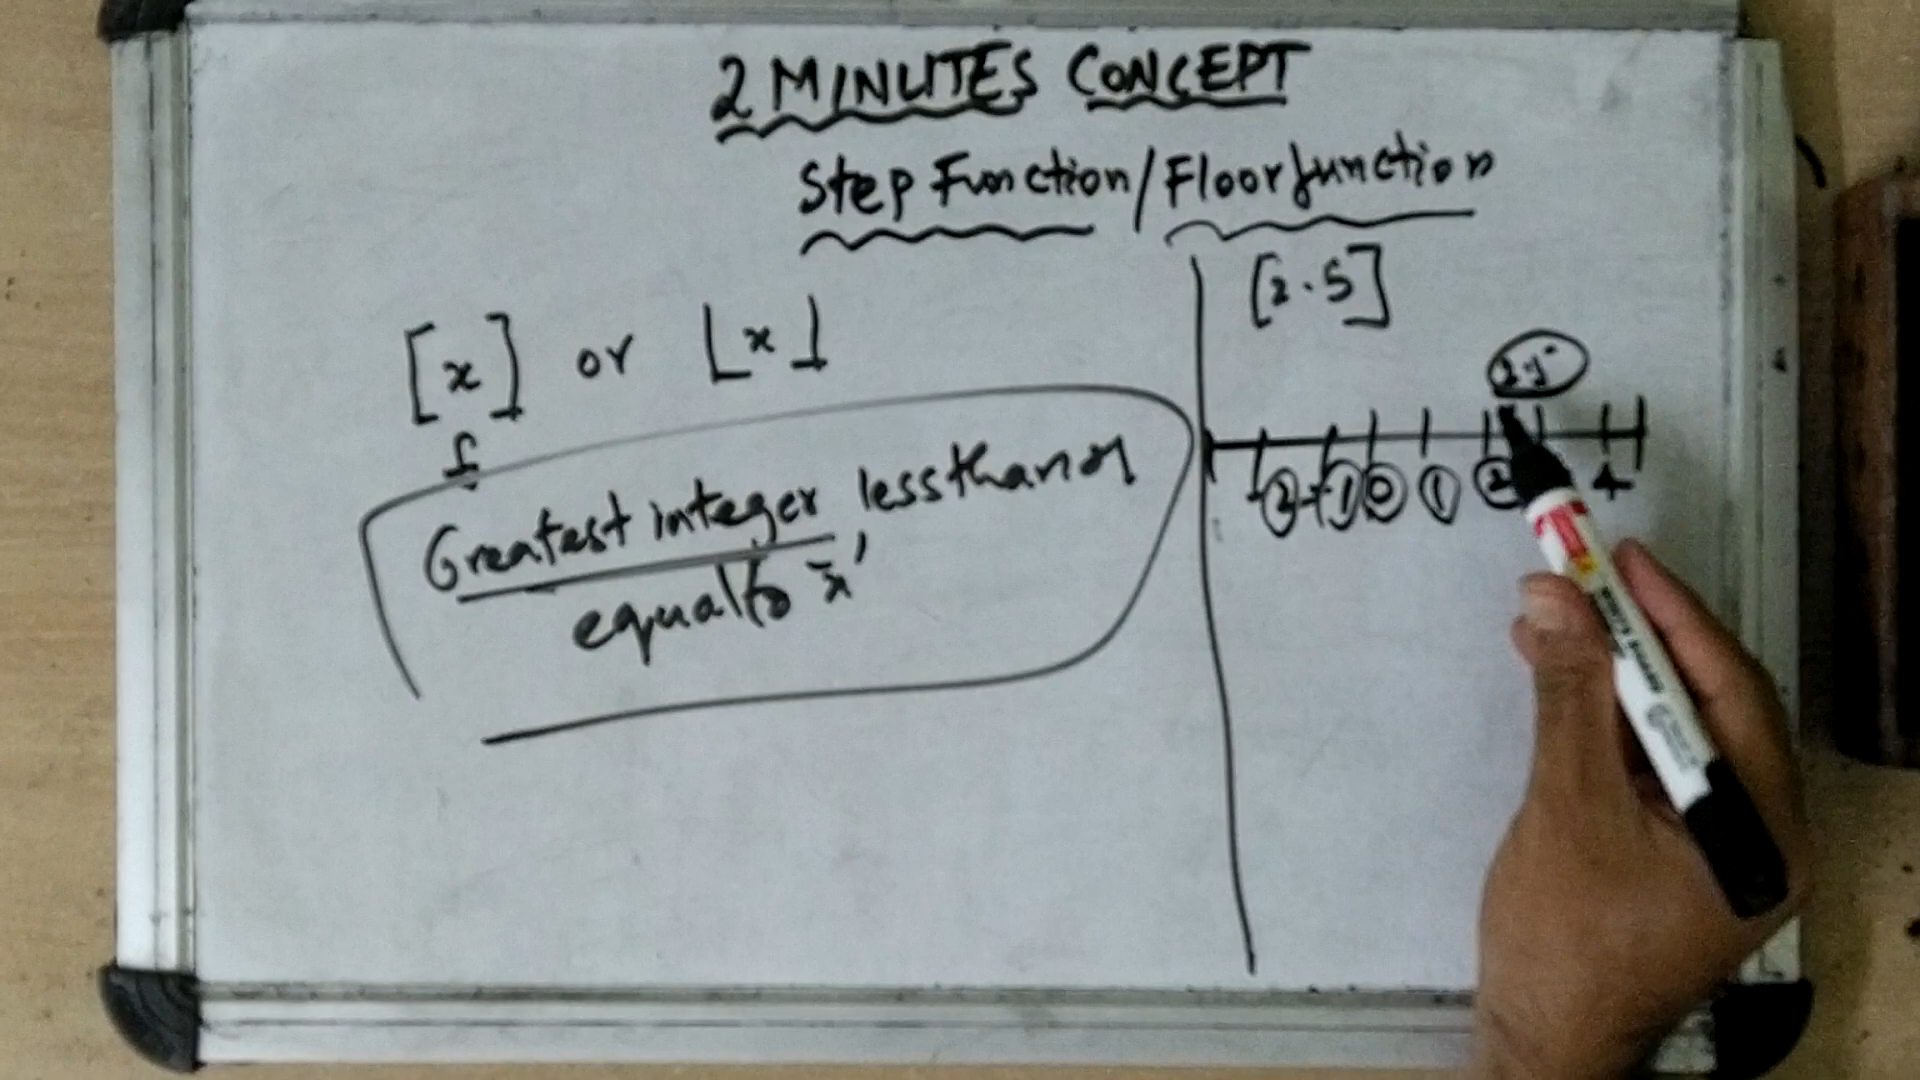 2 MINUTES CONCEPT
Step Function/Floor function
[x] or ⌊x⌋
Greatest integer less than or
equal to 'x'
[2.5]
2.5
-2 -1 0 1 2 4